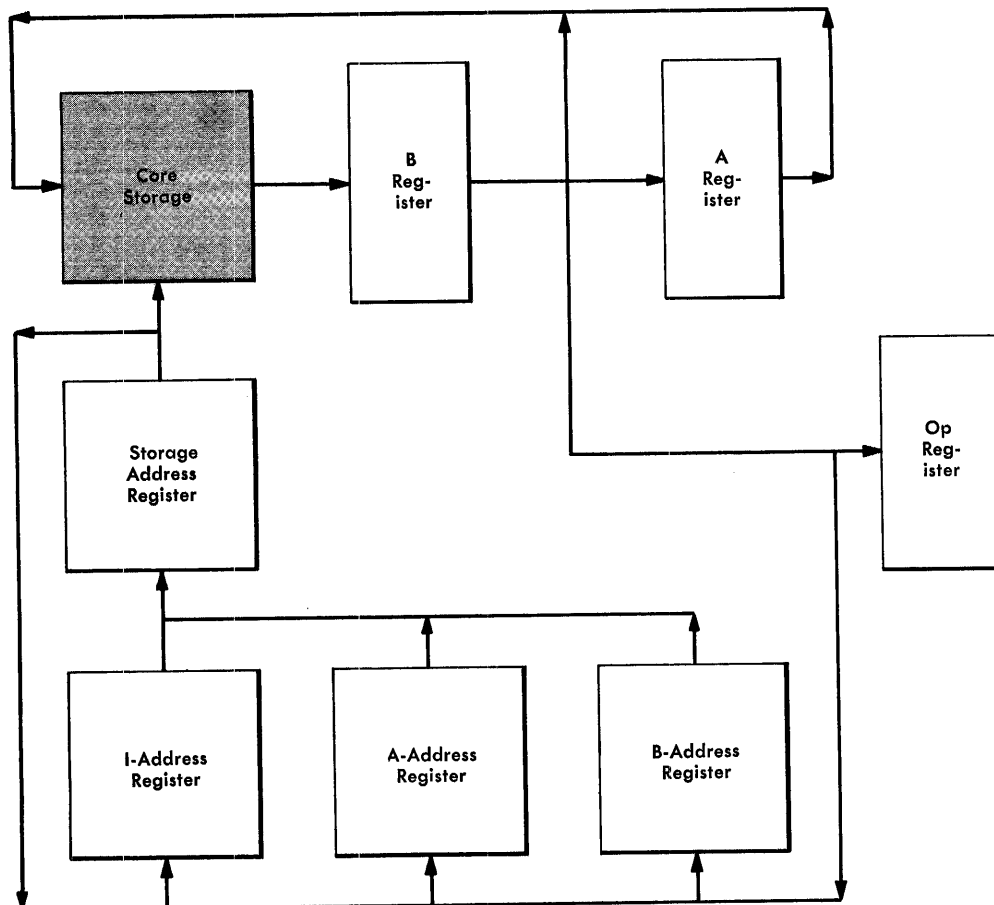 Core
Storage
B
Reg-
ister
A
Reg-
ister
Op
Reg-
ister
Storage
Address
Register
I-Address
Register
A-Address
Register
B-Address
Register